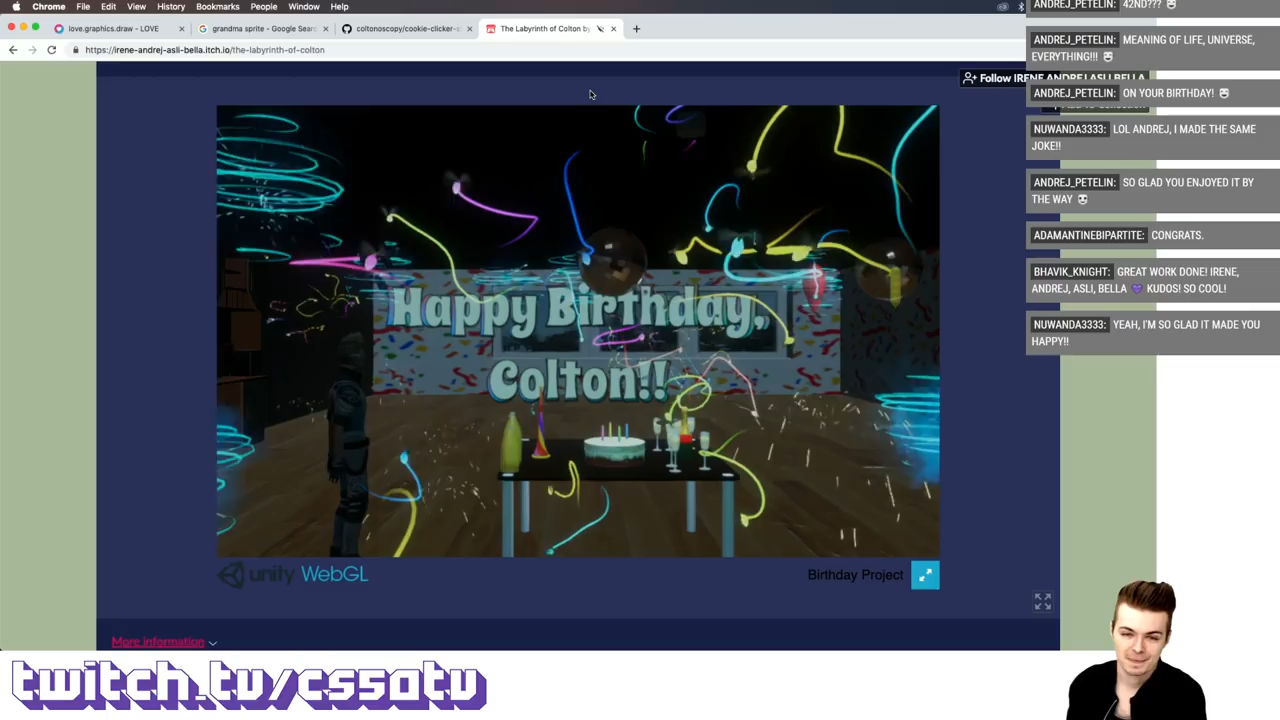 Chrome File Edit View History Bookmarks People Window Help
love.graphics.draw - LOVE
grandma sprite - Google Sear
coltonoscopy/cookie-clicker-s
The Labyrinth of Colton by
https://irene-andrej-asli-bella.itch.io/the-labyrinth-of-colton
Follow IRENE ANDREJ ASLI BELLA
Happy Birthday,
Colton!!
unity WebGL
Birthday Project
More information
ANDREJ_PETELIN: 42ND???
ANDREJ_PETELIN: MEANING OF LIFE, UNIVERSE,
EVERYTHING!!!
ANDREJ_PETELIN: ON YOUR BIRTHDAY!
NUWANDA3333: LOL ANDREJ, I MADE THE SAME
JOKE!!
ANDREJ_PETELIN: SO GLAD YOU ENJOYED IT BY
THE WAY
ADAMANTINEBIPARTITE: CONGRATS.
BHAVIK_KNIGHT: GREAT WORK DONE! IRENE,
ANDREJ, ASLI, BELLA 💜 KUDOS! SO COOL!
NUWANDA3333: YEAH, I'M SO GLAD IT MADE YOU
HAPPY!!
twitch.tv/cs50tv